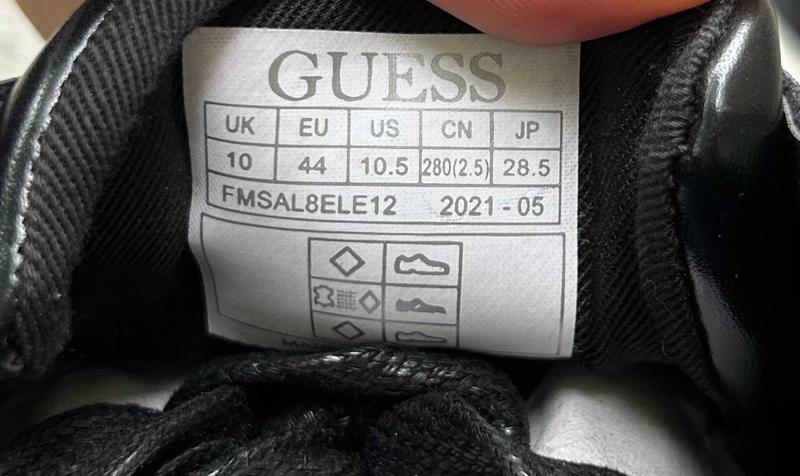 GUESS
UK EU US CN JP
10 44 10.5 280(2.5) 28.5
FMSAL8ELE12 2021-05